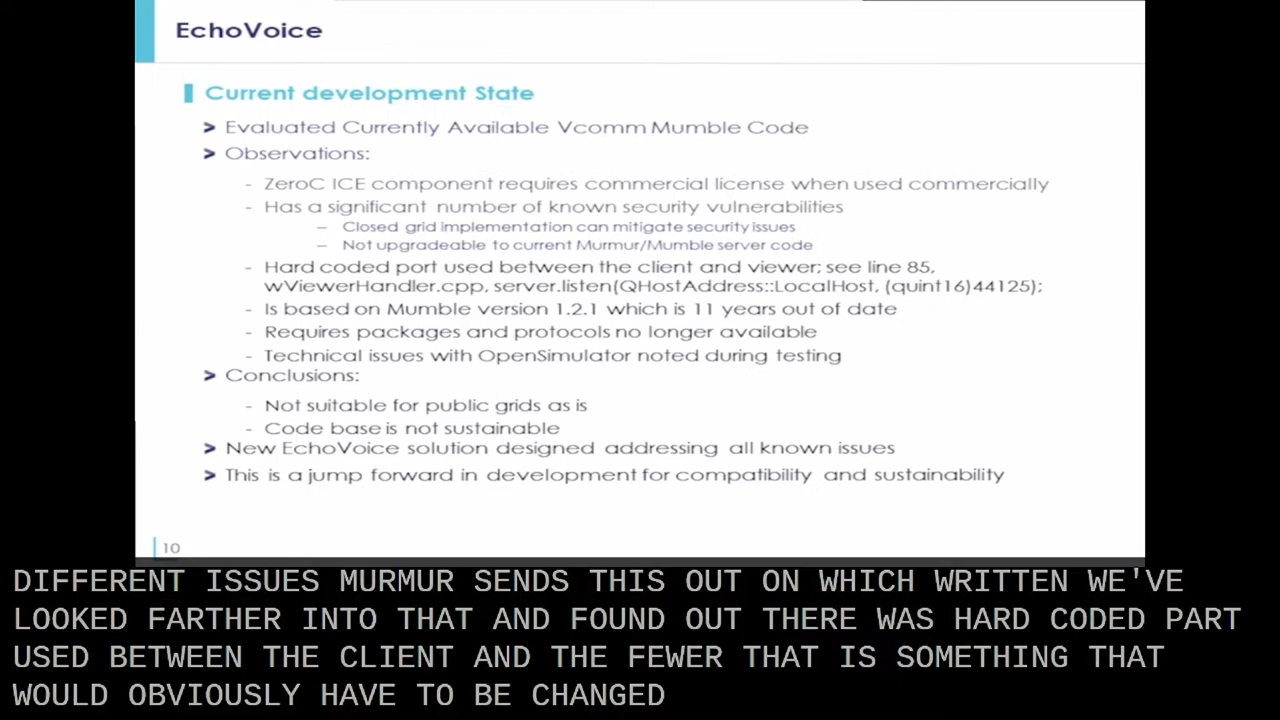 EchoVoice
Current development State
> Evaluated Currently Available Vcomm Mumble Code
> Observations:
- ZeroC ICE component requires commercial license when used commercially
- Has a significant number of known security vulnerabilities
– Closed grid implementation can mitigate security issues
– Not upgradeable to current Murmur/Mumble server code
- Hard coded port used between the client and viewer; see line 85,
wViewerHandler.cpp, server.listen(QHostAddress::LocalHost, (quint16)44125);
- Is based on Mumble version 1.2.1 which is 11 years out of date
- Requires packages and protocols no longer available
- Technical issues with OpenSimulator noted during testing
> Conclusions:
- Not suitable for public grids as is
- Code base is not sustainable
> New EchoVoice solution designed addressing all known issues
> This is a jump forward in development for compatibility and sustainability
10
DIFFERENT ISSUES MURMUR SENDS THIS OUT ON WHICH WRITTEN WE'VE
LOOKED FARTHER INTO THAT AND FOUND OUT THERE WAS HARD CODED PART
USED BETWEEN THE CLIENT AND THE FEWER THAT IS SOMETHING THAT
WOULD OBVIOUSLY HAVE TO BE CHANGED